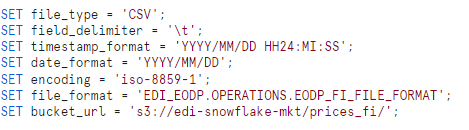 SET file_type = 'CSV';
SET field_delimiter = '\t';
SET timestamp_format = 'YYYY/MM/DD HH24:MI:SS';
SET date_format = 'YYYY/MM/DD';
SET encoding = 'iso-8859-1';
SET file_format = 'EDI_EODP.OPERATIONS.EODP_FI_FILE_FORMAT';
SET bucket_url = 's3://edi-snowflake-mkt/prices_fi/';